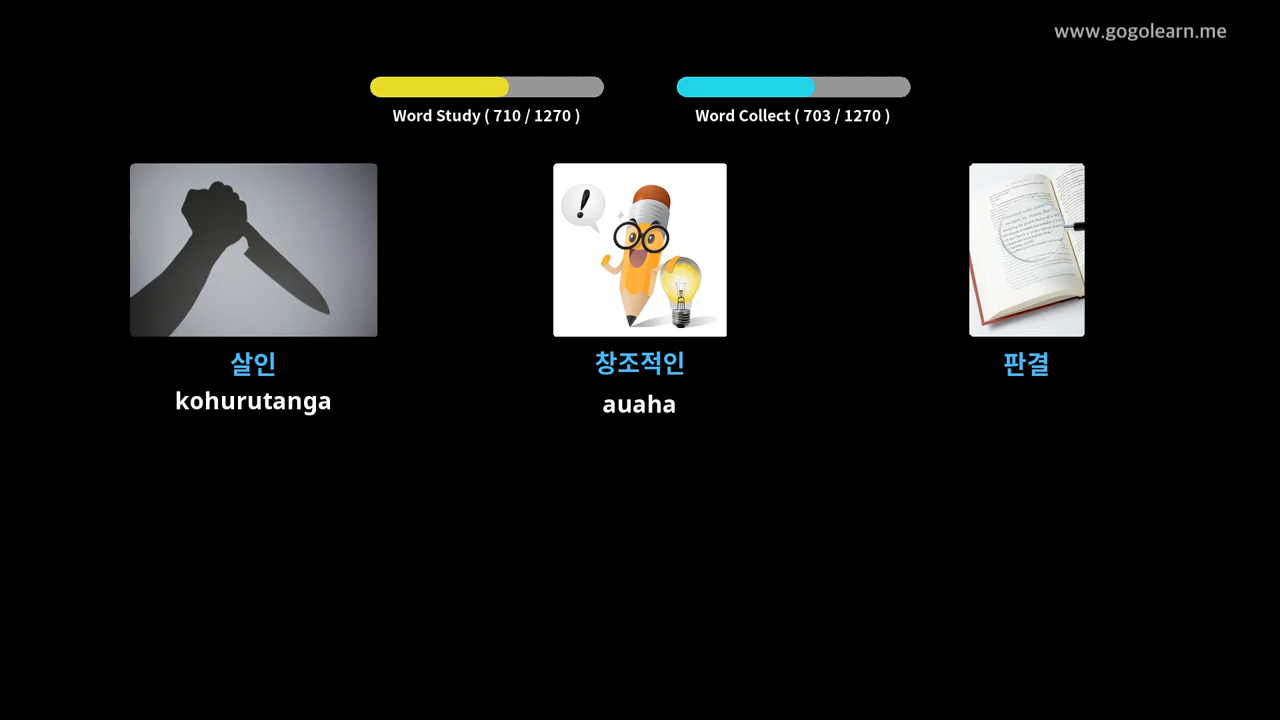 www.gogolearn.me
Word Study ( 710 / 1270 )
Word Collect ( 703 / 1270 )
!
살인
창조적인
판결
kohurutanga
auaha